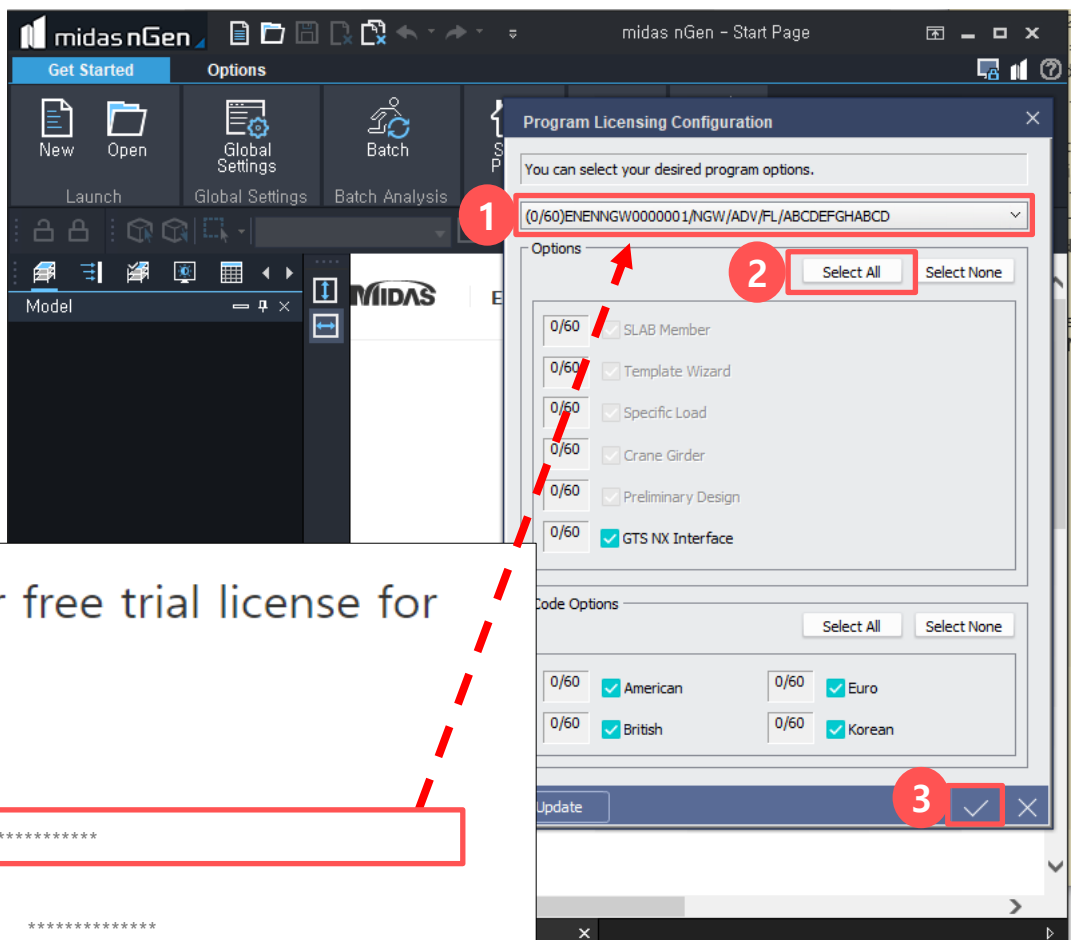 midas nGen
midas nGen – Start Page
Get Started
Options
New
Open
Global
Settings
Batch
Launch
Global Settings
Batch Analysis
Model
MIDAS
Program Licensing Configuration
You can select your desired program options.
1
(0/60)ENENNGW0000001/NGW/ADV/FL/ABCDEFGHABCD
Options
2
Select All
Select None
0/60 SLAB Member
0/60 Template Wizard
0/60 Specific Load
0/60 Crane Girder
0/60 Preliminary Design
0/60 GTS NX Interface
Code Options
Select All
Select None
0/60 American
0/60 Euro
0/60 British
0/60 Korean
Update
3
free trial license for
***********
**************